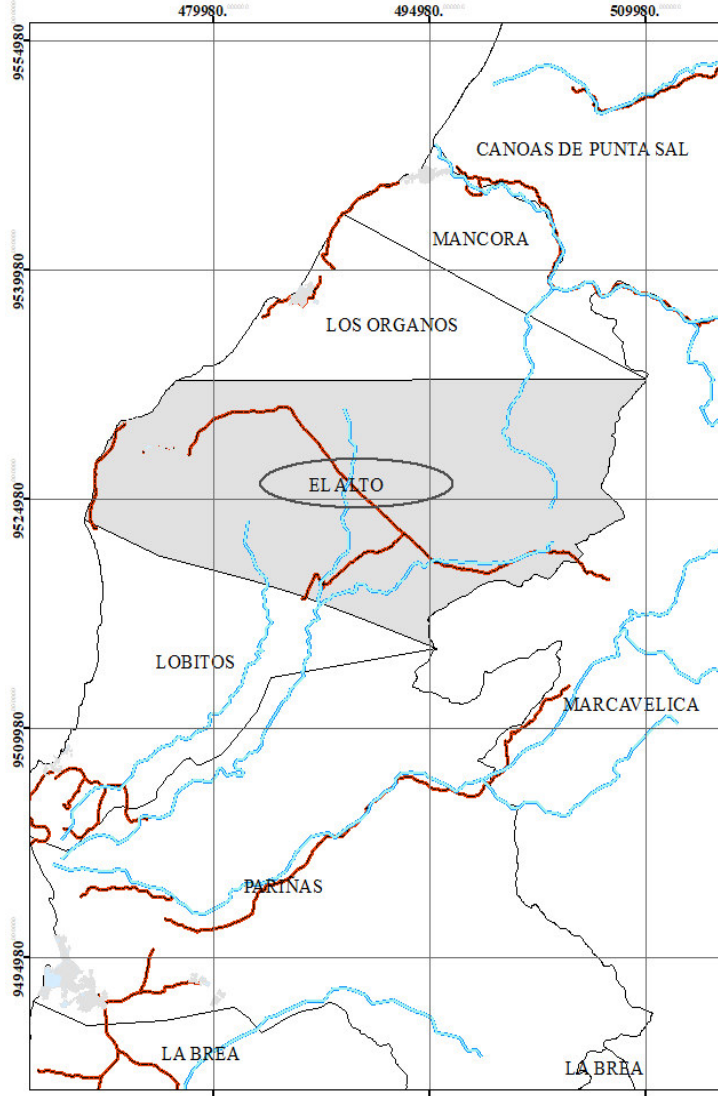 479980.
494980.
509980.
9554980
CANOAS DE PUNTA SAL
MANCORA
9539980
LOS ORGANOS
EL ALTO
9524980
LOBITOS
MARCAVELICA
9509980
PARIÑAS
9494980
LA BREA
LA BREA